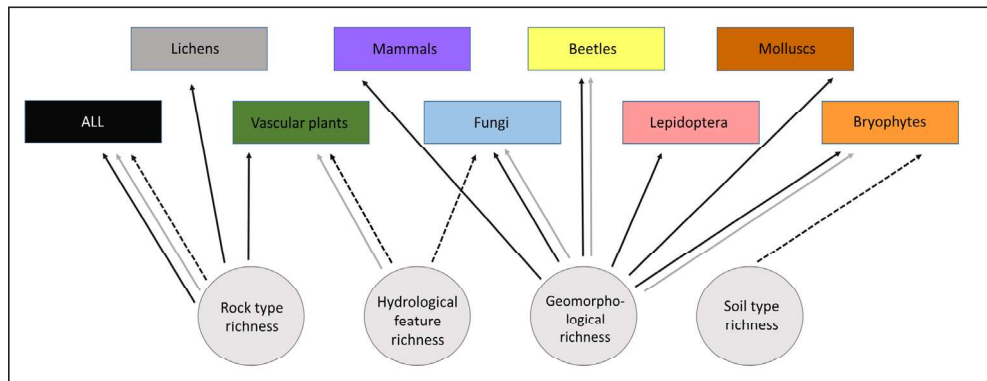 Lichens
Mammals
Beetles
Molluscs
ALL
Vascular plants
Fungi
Lepidoptera
Bryophytes
Rock type
richness
Hydrological
feature
richness
Geomorpho-
logical
richness
Soil type
richness